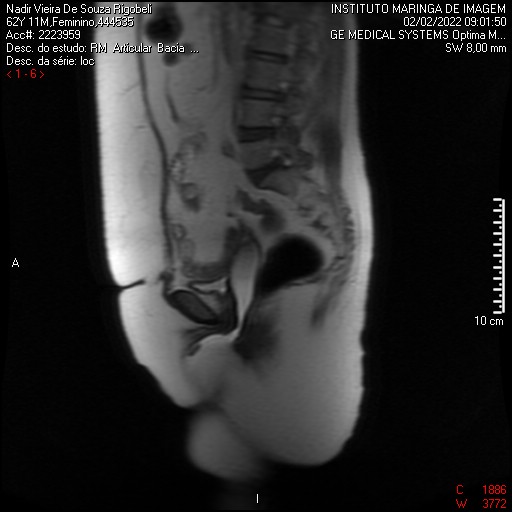 Nadir Vieira De Souza Rigobeli
62Y 11M,Feminino,444535
Acc#: 2223959
Desc. do estudo: RM Articular Bacia ...
Desc. da série: loc
< 1 - 6 >
INSTITUTO MARINGA DE IMAGEM
02/02/2022 09:01:50
GE MEDICAL SYSTEMS Optima M...
SW 8,00 mm
A
10 cm
I
C 1886
W 3772